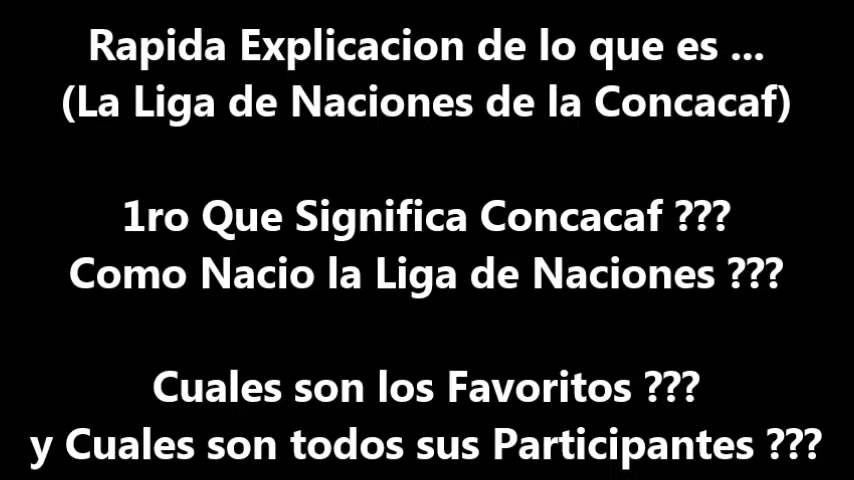 Rapida Explicacion de lo que es ...
(La Liga de Naciones de la Concacaf)
1ro Que Significa Concacaf ???
Como Nacio la Liga de Naciones ???
Cuales son los Favoritos ???
y Cuales son todos sus Participantes ???